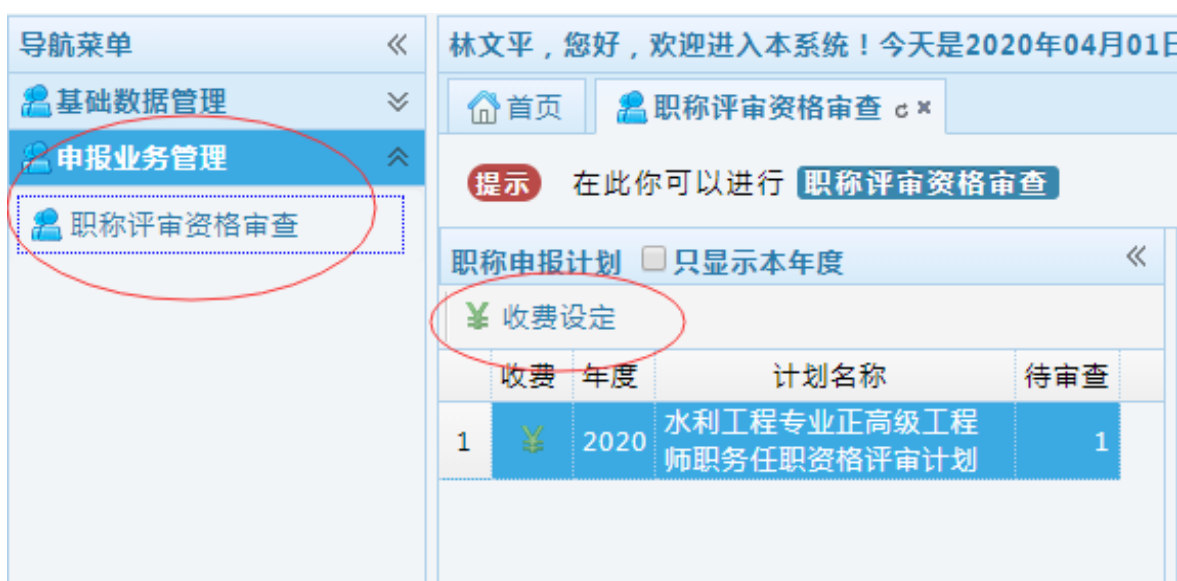 导航菜单
林文平，您好，欢迎进入本系统！今天是2020年04月01日
基础数据管理
首页
职称评审资格审查
申报业务管理
提示
在此你可以进行 职称评审资格审查
职称评审资格审查
职称申报计划
只显示本年度
¥ 收费设定
收费 年度 计划名称 待审查
1 ¥ 2020 水利工程专业正高级工程
师职务任职资格评审计划 1